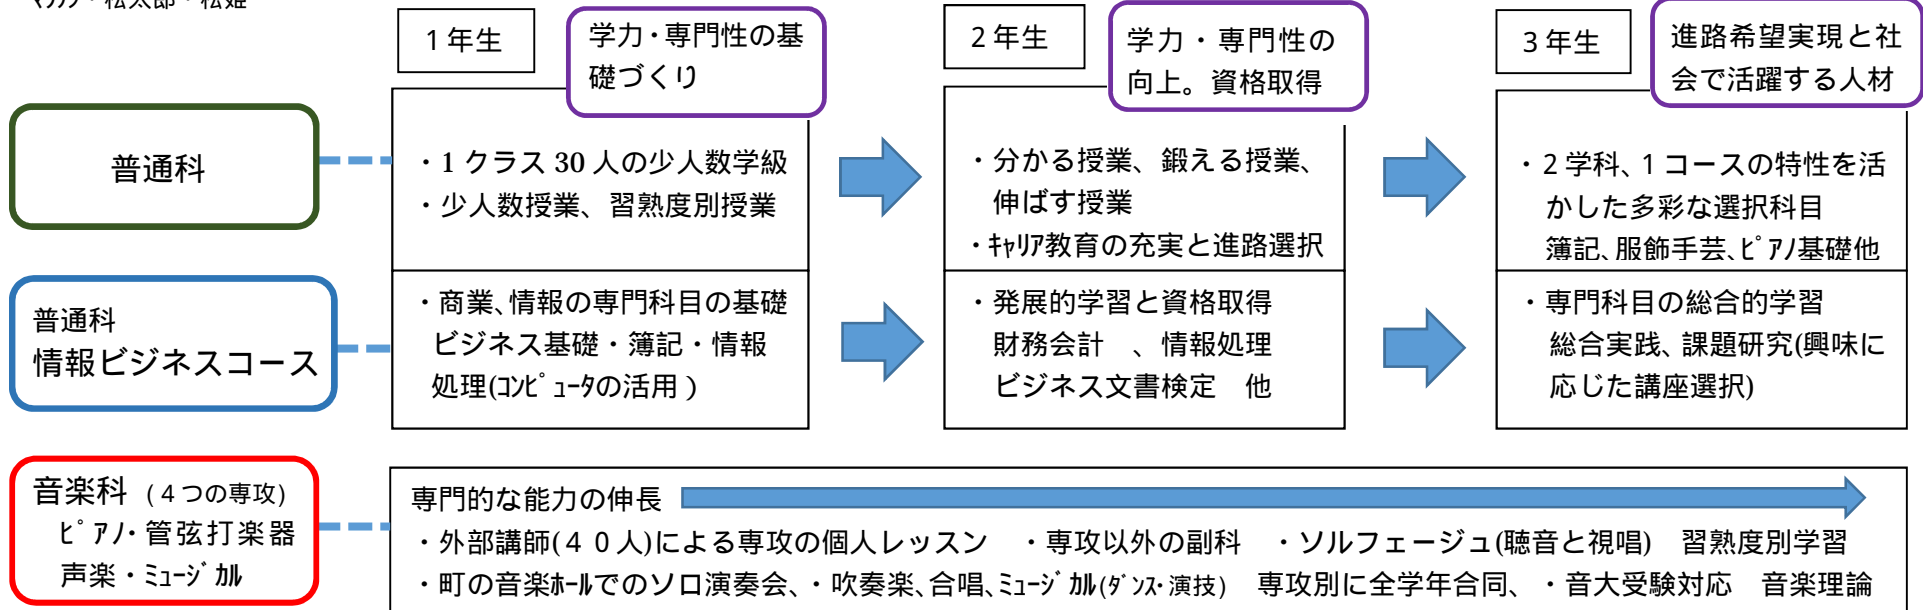 ﾏﾂｶﾂ・松太郎・松姫
１年生
学力・専門性の基
礎づくり
２年生
学力・専門性の
向上。資格取得
３年生
進路希望実現と社
会で活躍する人材
普通科
・1 クラス 30 人の少人数学級
・少人数授業、習熟度別授業
・分かる授業、鍛える授業、
伸ばす授業
・ｷｬﾘｱ教育の充実と進路選択
・２学科、１コースの特性を活
かした多彩な選択科目
簿記、服飾手芸、ﾋﾟｱﾉ基礎他
普通科
情報ビジネスコース
・商業、情報の専門科目の基礎
ビジネス基礎・簿記・情報
処理(ｺﾝﾋﾟｭｰﾀの活用)
・発展的学習と資格取得
財務会計　、情報処理
ビジネス文書検定　他
・専門科目の総合的学習
総合実践、課題研究(興味に
応じた講座選択)
音楽科 (４つの専攻)
ﾋﾟｱﾉ・管弦打楽器
声楽・ﾐｭｰｼﾞｶﾙ
専門的な能力の伸長
・外部講師(４０人)による専攻の個人レッスン　・専攻以外の副科　・ソルフェージュ(聴音と視唱)　習熟度別学習
・町の音楽ﾎｰﾙでのソロ演奏会、・吹奏楽、合唱、ﾐｭｰｼﾞｶﾙ(ﾀﾞﾝｽ・演技)　専攻別に全学年合同、・音大受験対応　音楽理論